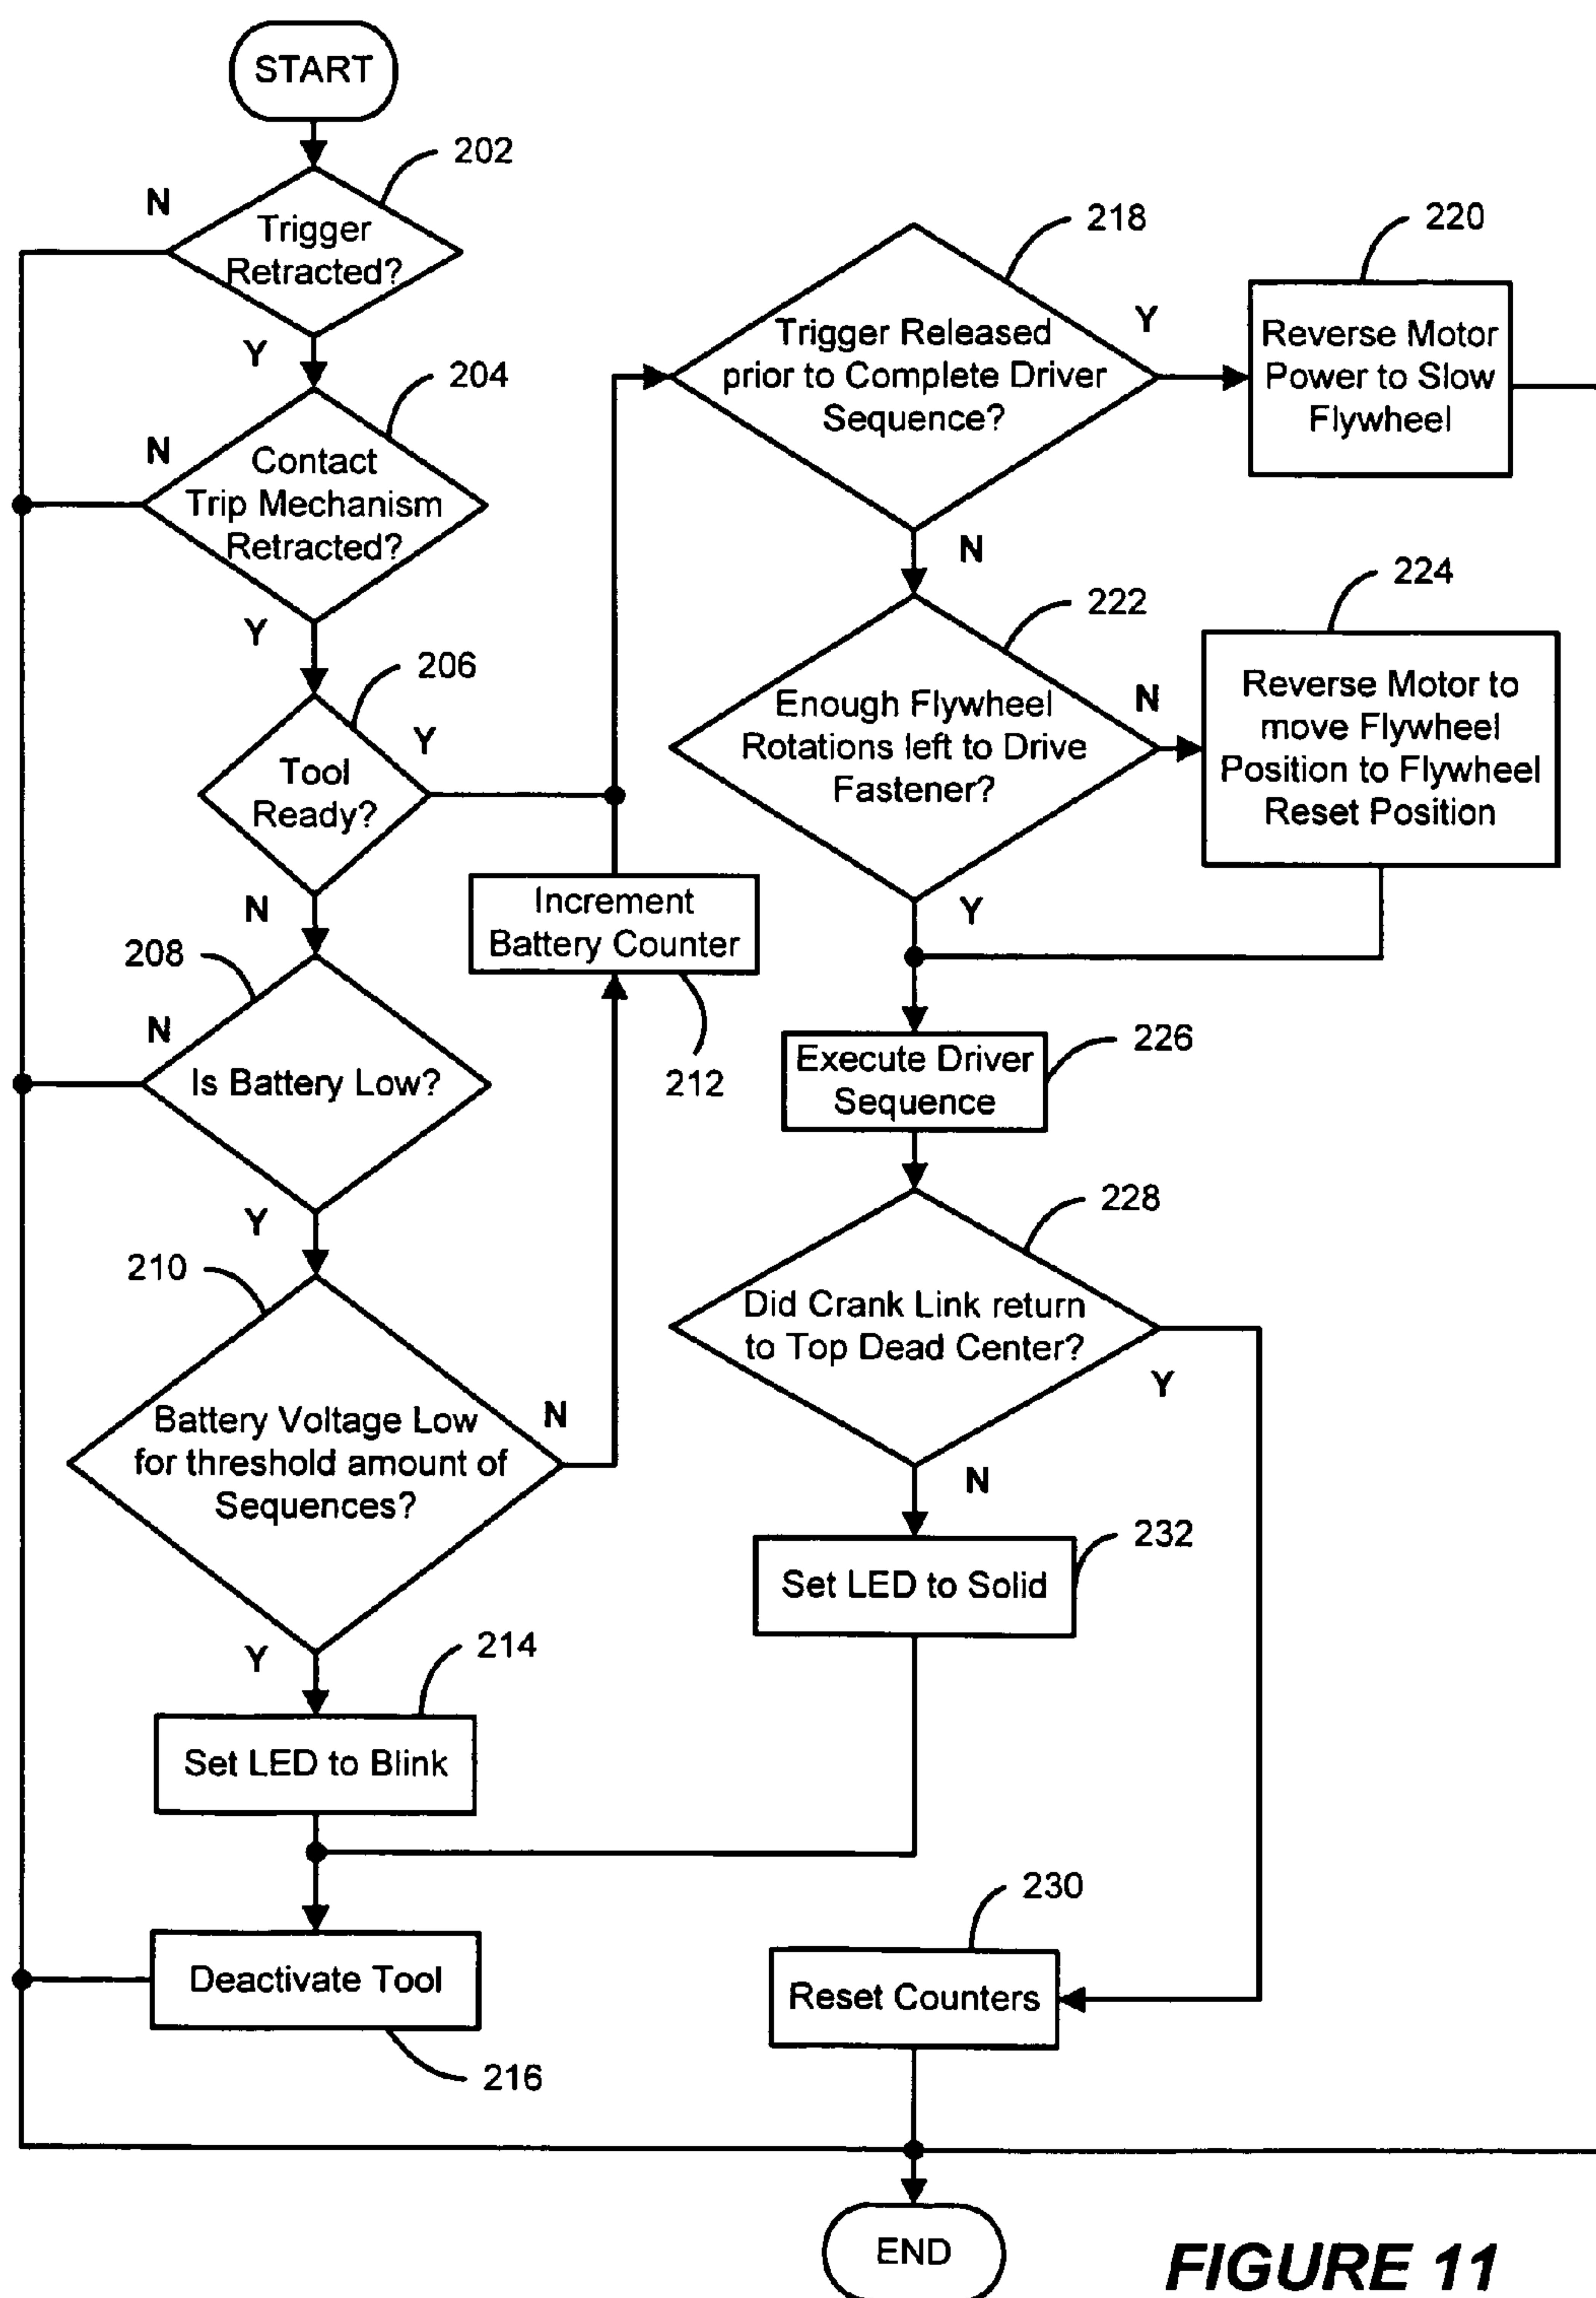 START
202
N
Trigger
Retracted?
Y
204
N
Contact
Trip Mechanism
Retracted?
Y
206
Y
Tool
Ready?
N
208
N
Is Battery Low?
Y
210
Battery Voltage Low
for threshold amount of
Sequences?
N
Y
214
Set LED to Blink
Deactivate Tool
216
Increment
Battery Counter
212
218
Trigger Released
prior to Complete Driver
Sequence?
Y
N
220
Reverse Motor
Power to Slow
Flywheel
222
Enough Flywheel
Rotations left to Drive
Fastener?
N
Y
224
Reverse Motor to
move Flywheel
Position to Flywheel
Reset Position
226
Execute Driver
Sequence
228
Did Crank Link return
to Top Dead Center?
Y
N
232
Set LED to Solid
230
Reset Counters
END
FIGURE 11